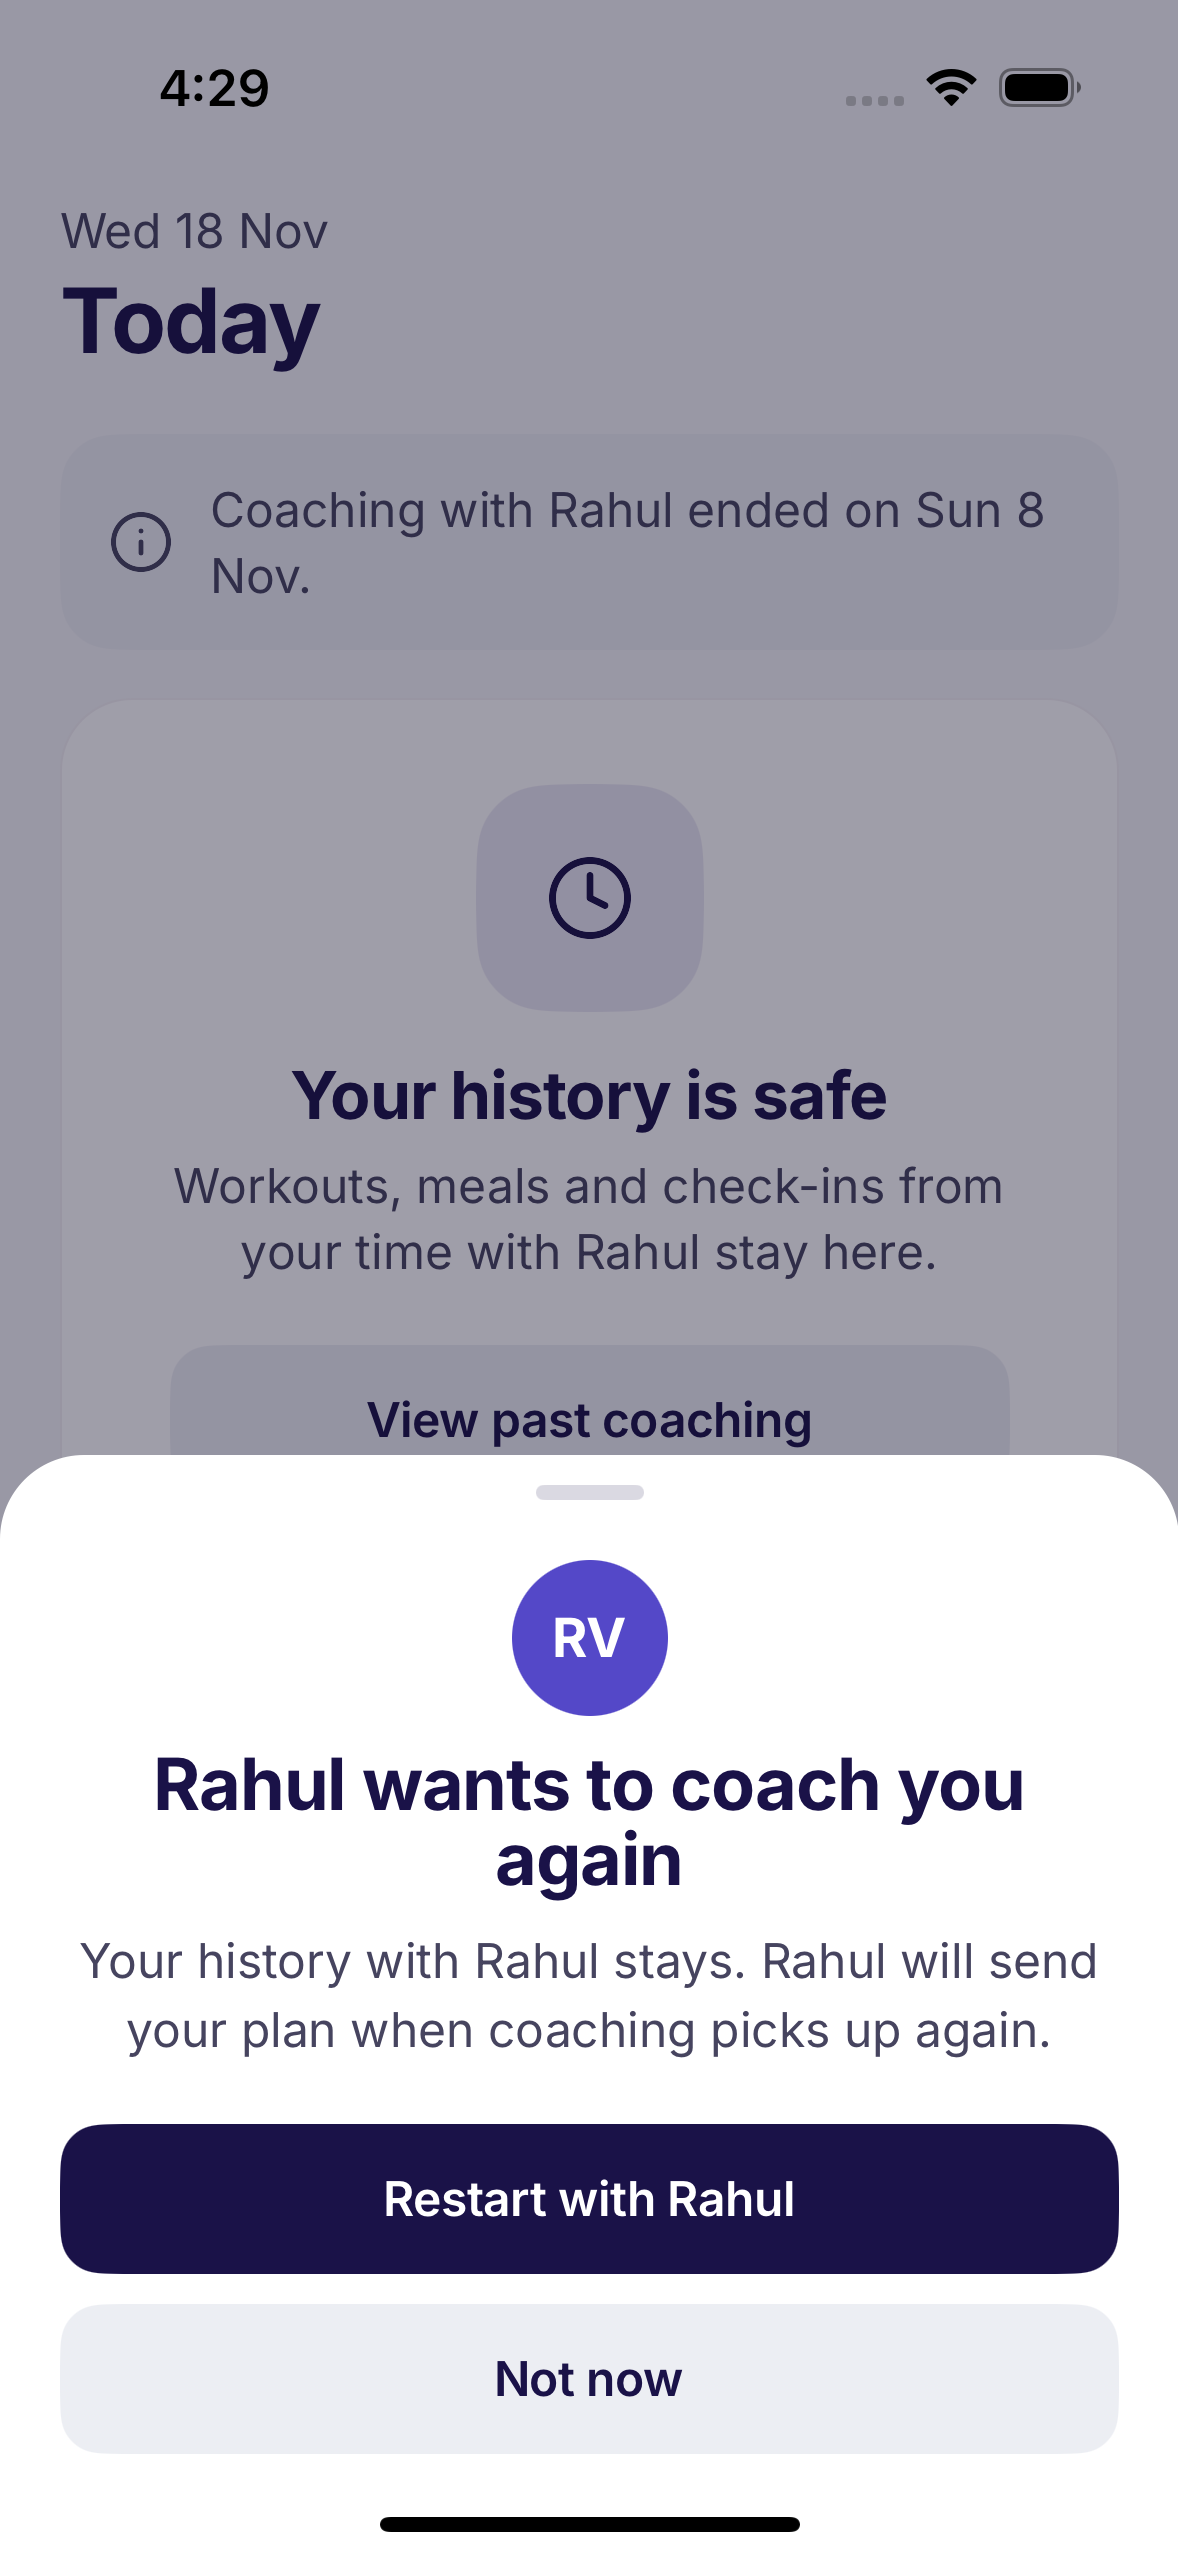 4:29
Wed 18 Nov
Today
Coaching with Rahul ended on Sun 8
Nov.
Your history is safe
Workouts, meals and check-ins from
your time with Rahul stay here.
View past coaching
RV
Rahul wants to coach you
again
Your history with Rahul stays. Rahul will send
your plan when coaching picks up again.
Restart with Rahul
Not now